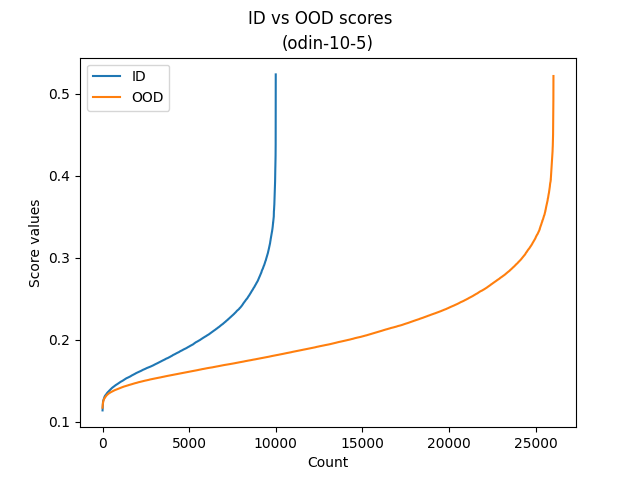 ID vs OOD scores
(odin-10-5)
ID
OOD
Score values
0.5
0.4
0.3
0.2
0.1
0 5000 10000 15000 20000 25000
Count